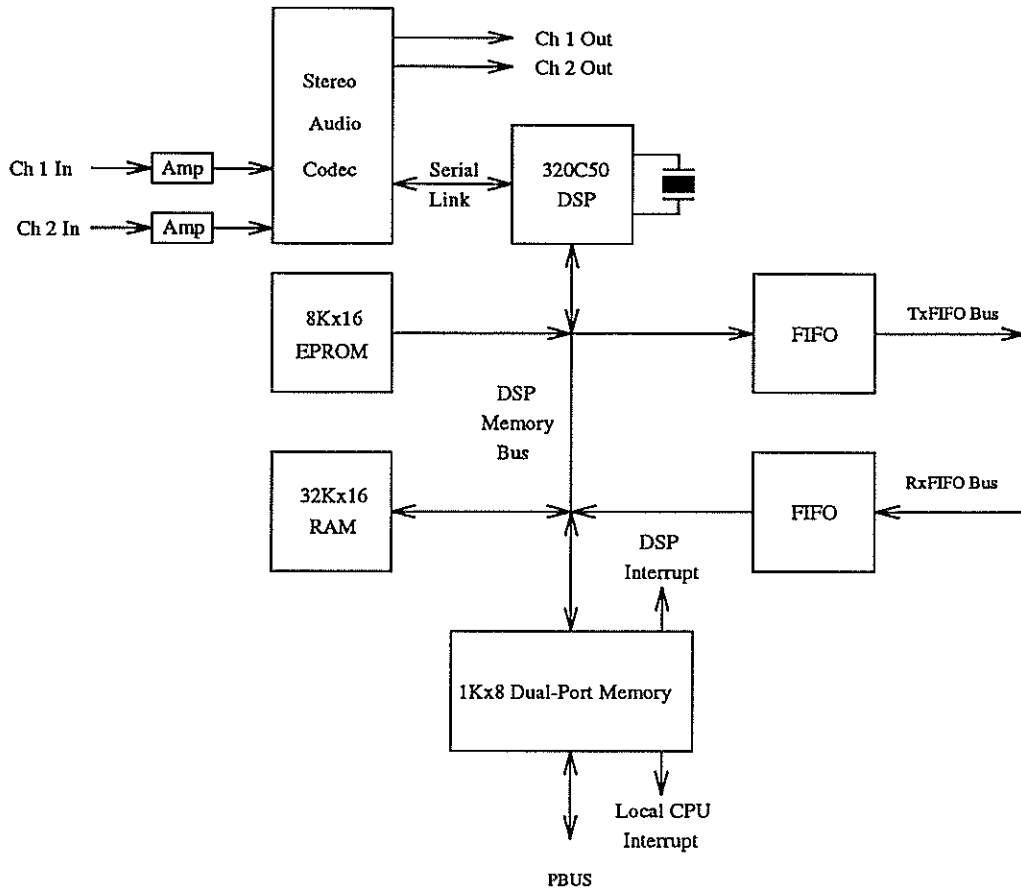 Ch 1 Out
Ch 2 Out
Stereo
Audio
Codec
Ch 1 In
Amp
Ch 2 In
Amp
Serial
Link
320C50
DSP
8Kx16
EPROM
FIFO
TxFIFO Bus
DSP
Memory
Bus
32Kx16
RAM
FIFO
RxFIFO Bus
DSP
Interrupt
1Kx8 Dual-Port Memory
Local CPU
Interrupt
PBUS